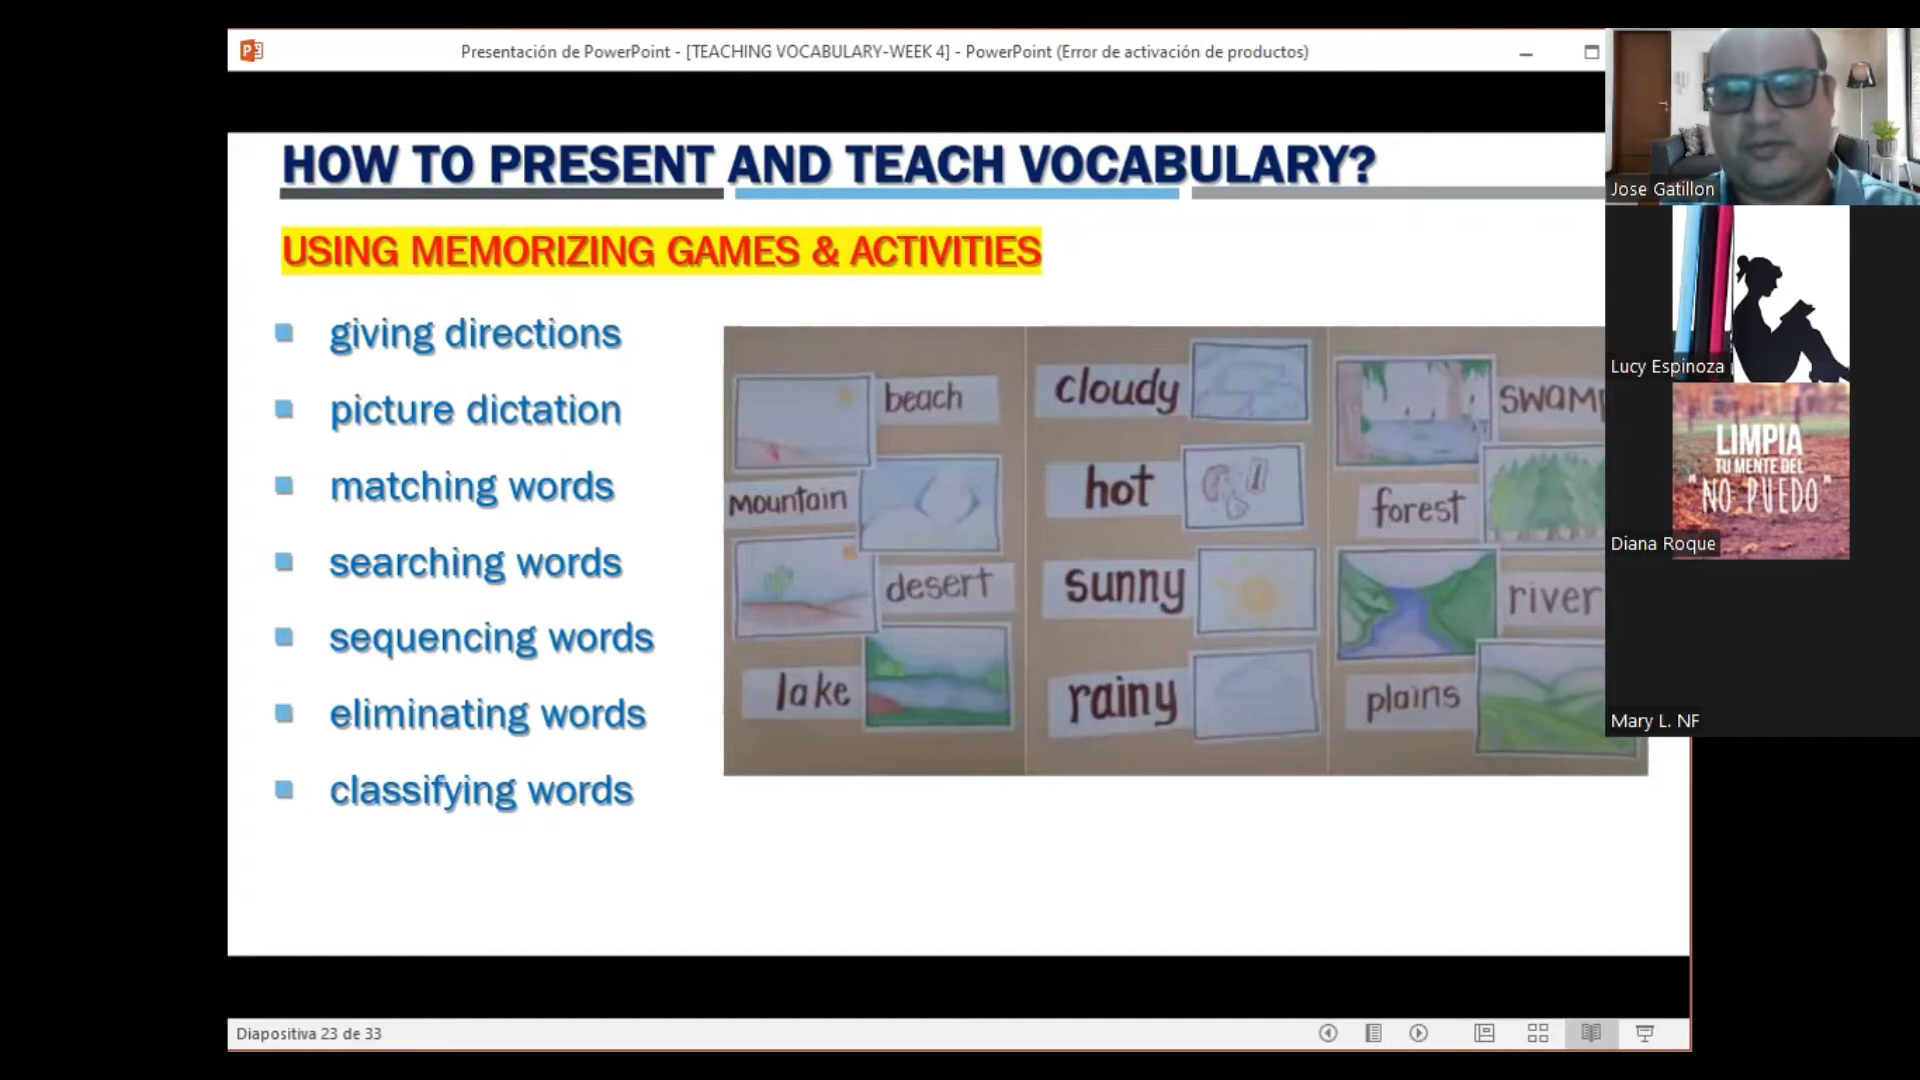 Presentación de PowerPoint - [TEACHING VOCABULARY-WEEK 4] - PowerPoint (Error de activación de productos)
HOW TO PRESENT AND TEACH VOCABULARY?
USING MEMORIZING GAMES & ACTIVITIES
giving directions
picture dictation
matching words
searching words
sequencing words
eliminating words
classifying words
beach
mountain
desert
lake
cloudy
hot
sunny
rainy
swamp
forest
river
plains
Jose Gatillon
Lucy Espinoza
LIMPIA
TU MENTE DEL
"NO PUEDO"
Diana Roque
Mary L. NF
Diapositiva 23 de 33